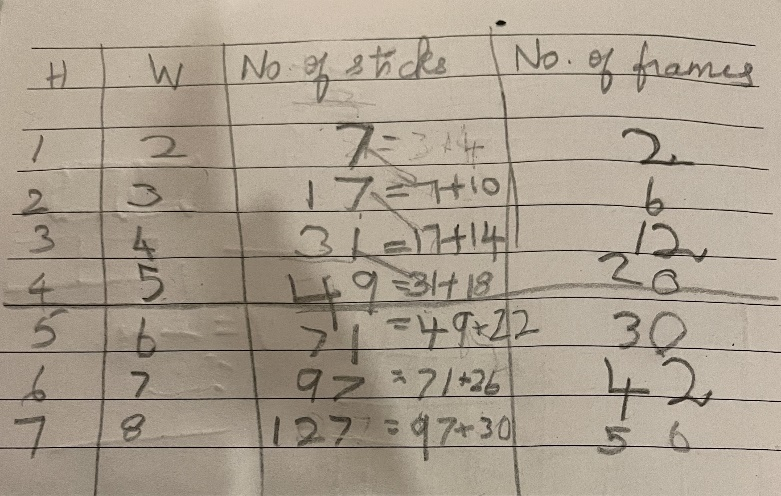 H W No. of sticks No. of frames
1 2 7 = 3+4 2
2 3 17 = 7+10 6
3 4 31 = 17+14 12
4 5 49 = 31+18 20
5 6 71 = 49+22 30
6 7 97 = 71+26 42
7 8 127 = 97+30 56